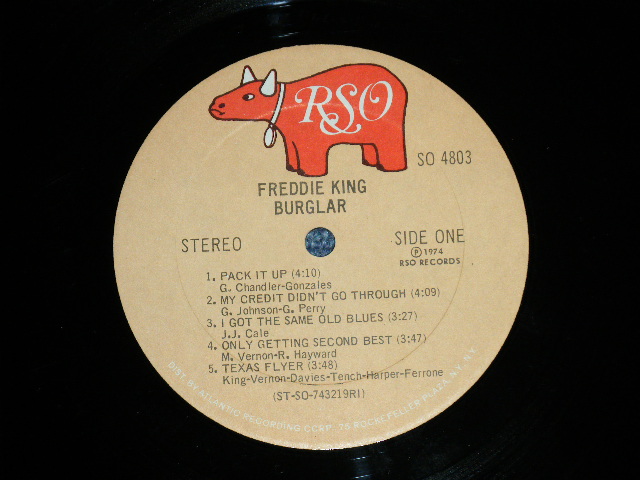 RSO
SO 4803
FREDDIE KING
BURGLAR
STEREO
SIDE ONE
℗ 1974
RSO RECORDS
1. PACK IT UP (4:10)
G. Chandler-Gonzales
2. MY CREDIT DIDN'T GO THROUGH (4:09)
G. Johnson-G. Perry
3. I GOT THE SAME OLD BLUES (3:27)
J.J. Cale
4. ONLY GETTING SECOND BEST (3:47)
M. Vernon-R. Hayward
5. TEXAS FLYER (3:48)
King-Vernon-Davies-Tench-Harper-Ferrone
(ST-SO-743219RI)
DIST. BY ATLANTIC RECORDING CORP. 75 ROCKEFELLER PLAZA, N.Y. N.Y.